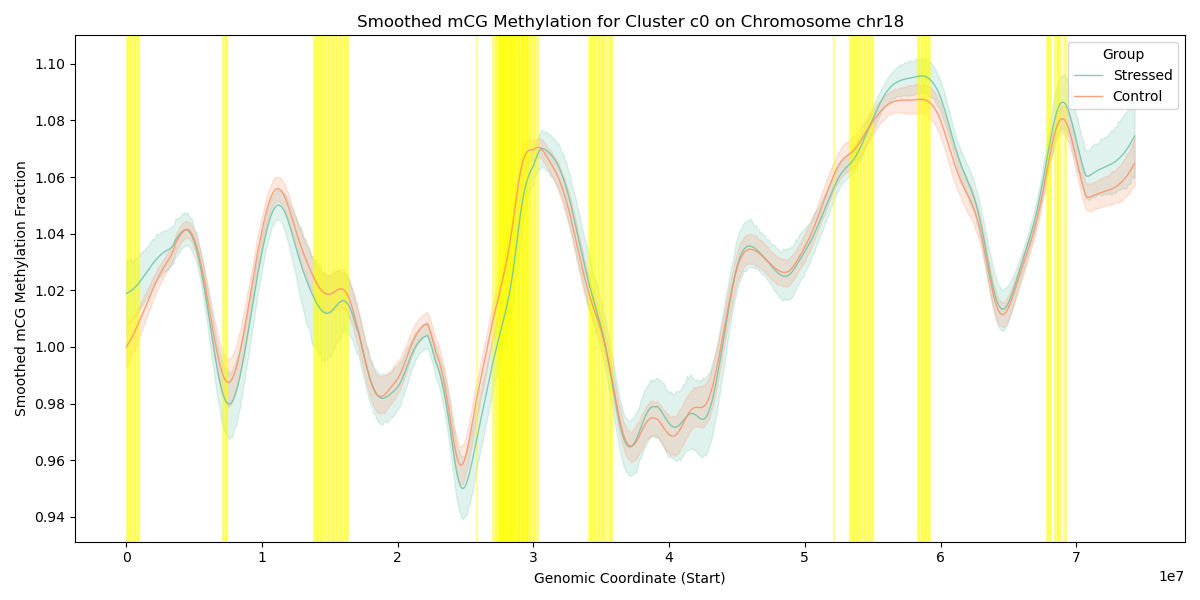 Smoothed mCG Methylation for Cluster c0 on Chromosome chr18
Group
Stressed
Control
Smoothed mCG Methylation Fraction
1.10
1.08
1.06
1.04
1.02
1.00
0.98
0.96
0.94
0 1 2 3 4 5 6 7
1e7
Genomic Coordinate (Start)